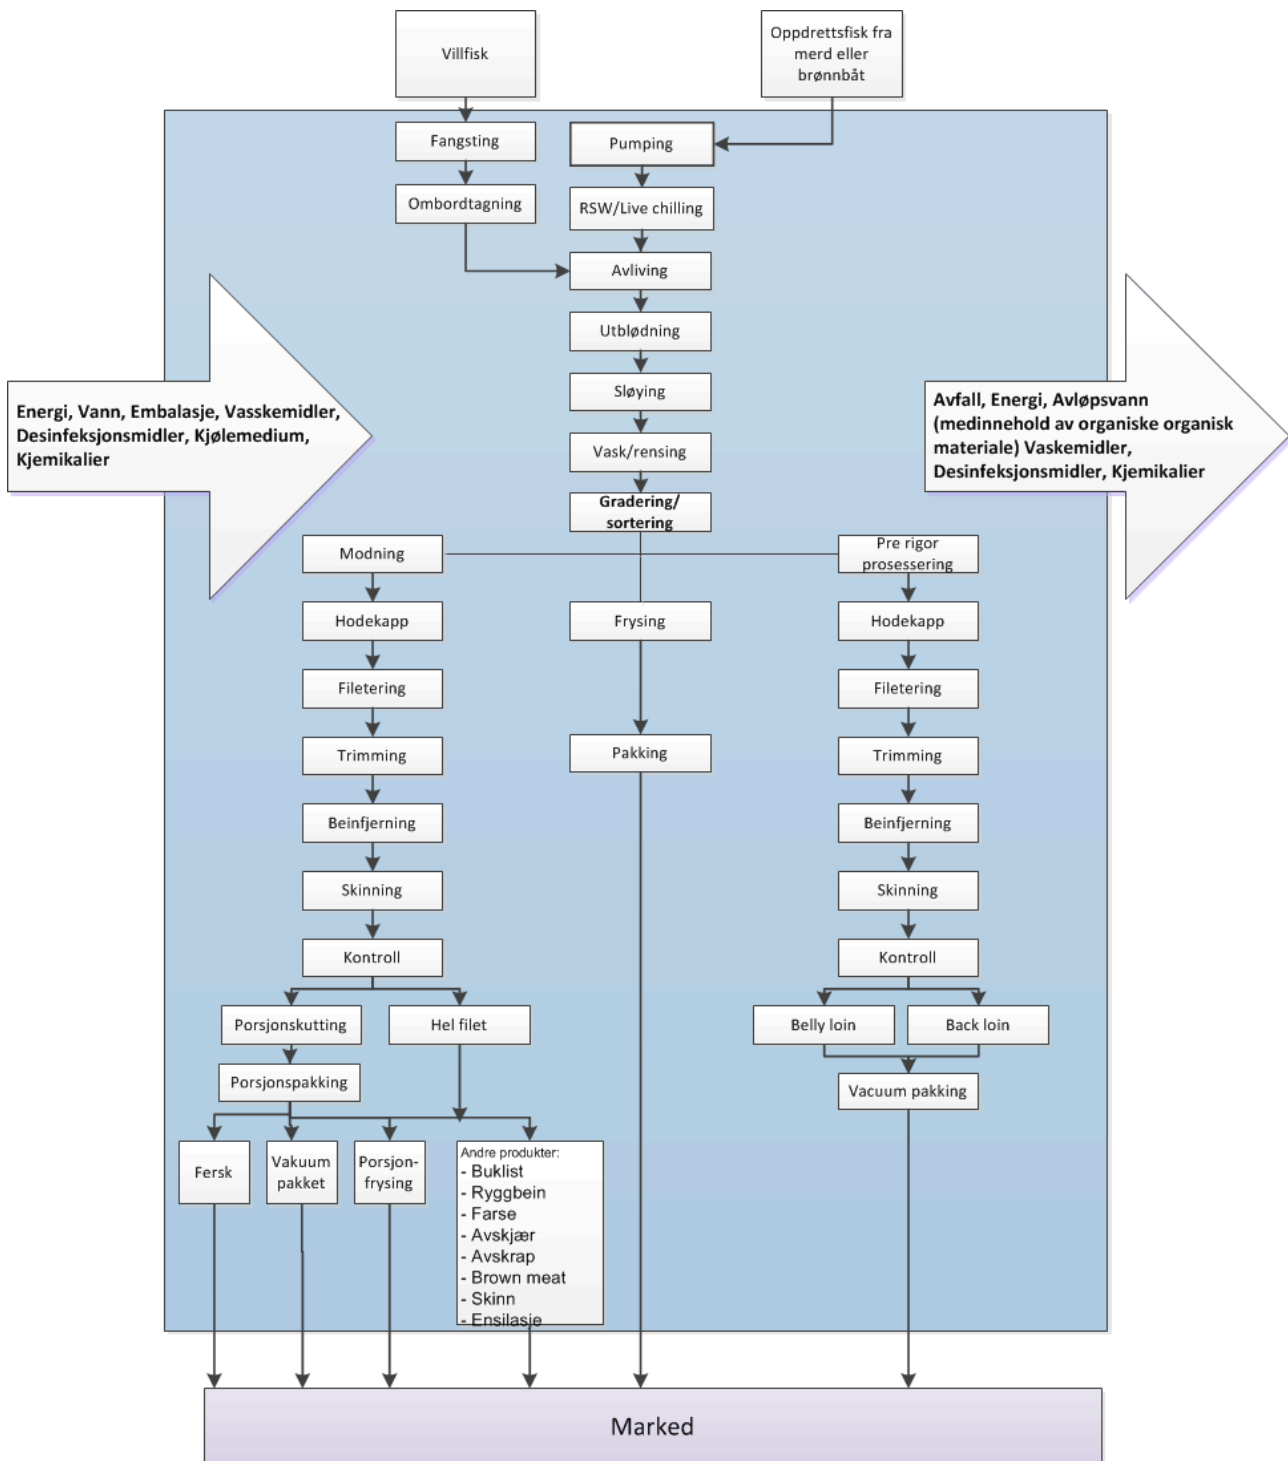 Villfisk
Oppdrettsfisk fra
merd eller
brønnbåt
Fangsting
Pumping
Ombordtagning
RSW/Live chilling
Avliving
Utblødning
Sløying
Vask/rensing
Gradering/
sortering
Energi, Vann, Embalasje, Vasskemidler,
Desinfeksjonsmidler, Kjølemedium,
Kjemikalier
Avfall, Energi, Avløpsvann
(medinnehold av organiske organisk
materiale) Vaskemidler,
Desinfeksjonsmidler, Kjemikalier
Modning
Hodekapp
Filetering
Trimming
Beinfjerning
Skinning
Kontroll
Porsjonskutting
Hel filet
Porsjonspakking
Fersk
Vakuum
pakket
Porsjon-
frysing
Andre produkter:
- Buklist
- Ryggbein
- Farse
- Avskjær
- Avskrap
- Brown meat
- Skinn
- Ensilasje
Frysing
Pakking
Pre rigor
prosessering
Hodekapp
Filetering
Trimming
Beinfjerning
Skinning
Kontroll
Belly loin
Back loin
Vacuum pakking
Marked